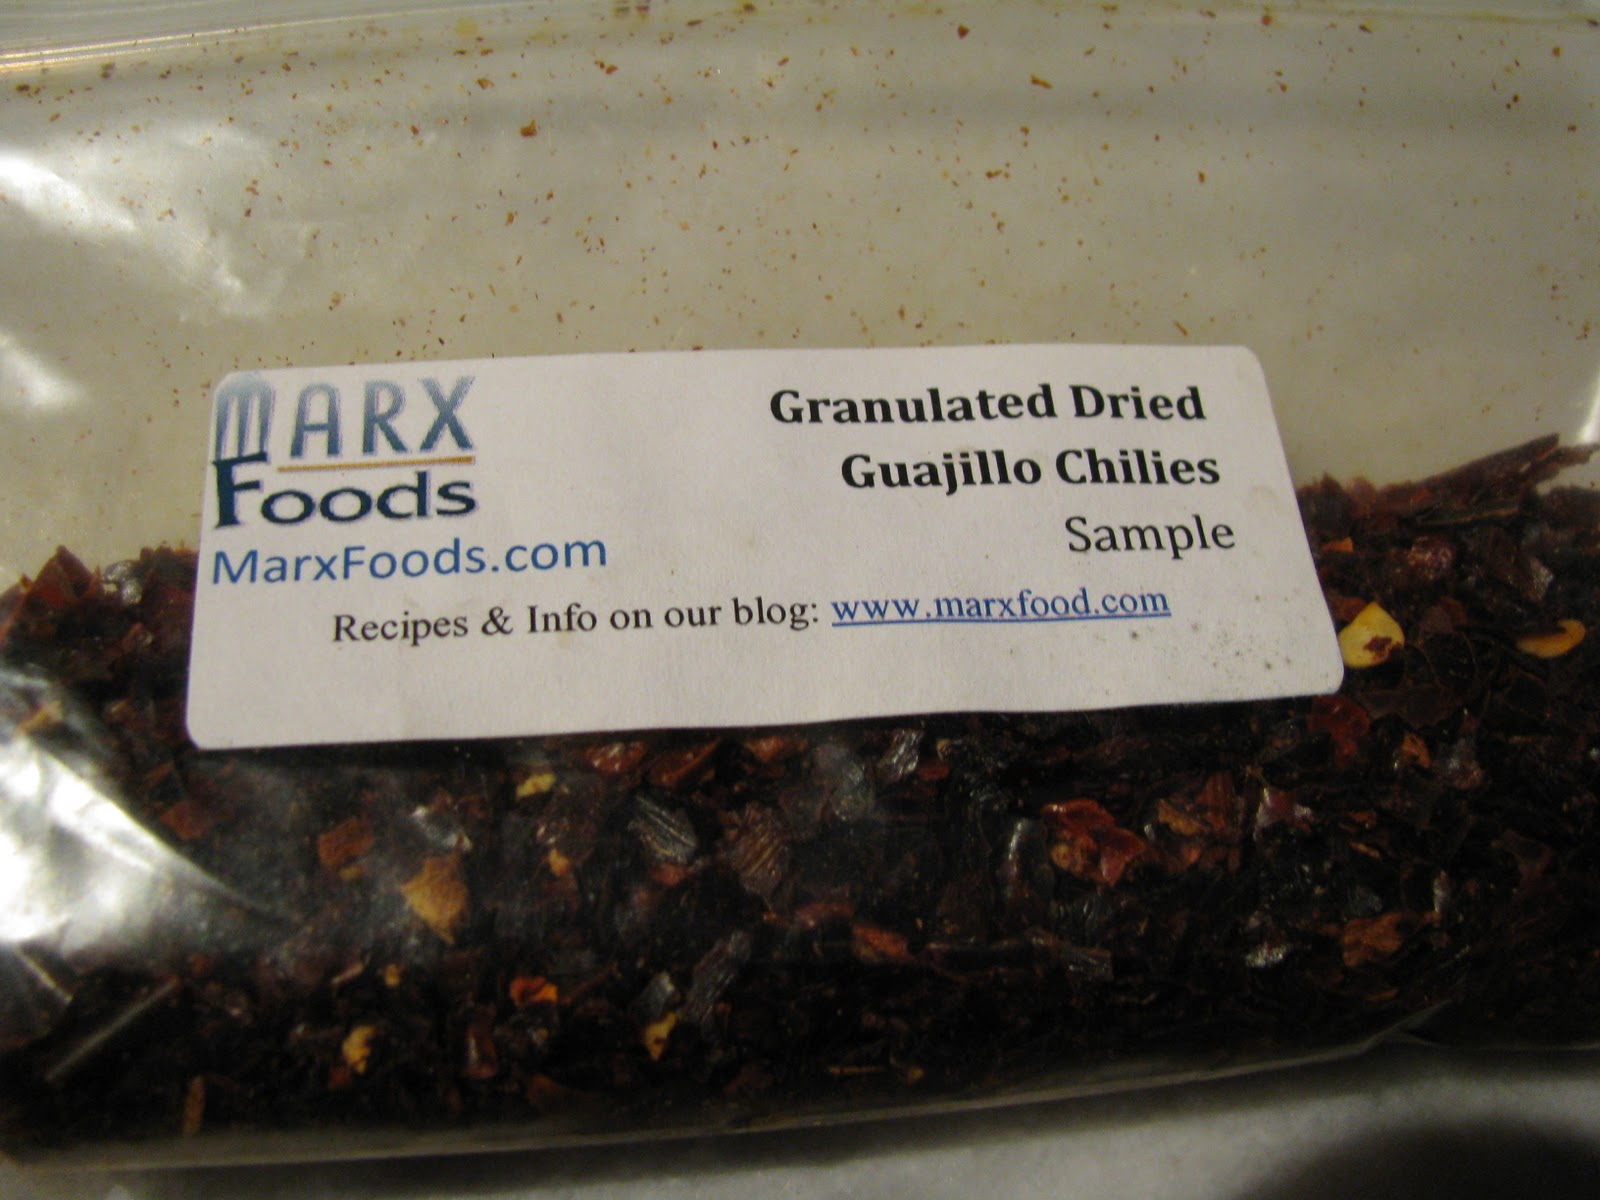 MARX
Foods
MarxFoods.com
Granulated Dried
Guajillo Chilies
Sample
Recipes & Info on our blog: www.marxfood.com